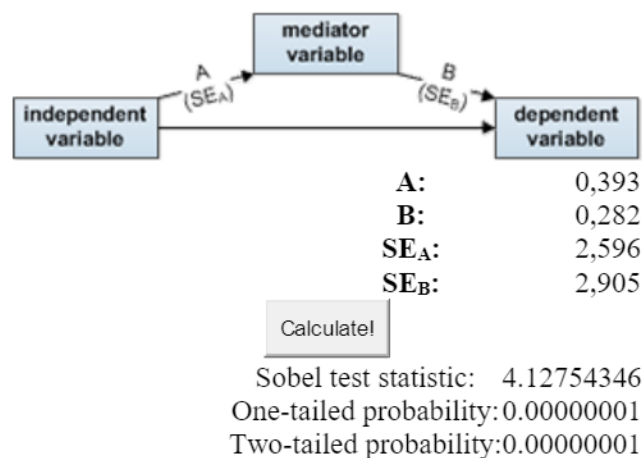 mediator
variable
A
(SEA)
B
(SEB)
independent
variable
dependent
variable
A: 0,393
B: 0,282
SEA: 2,596
SEB: 2,905
Calculate!
Sobel test statistic: 4.12754346
One-tailed probability: 0.00000001
Two-tailed probability: 0.00000001